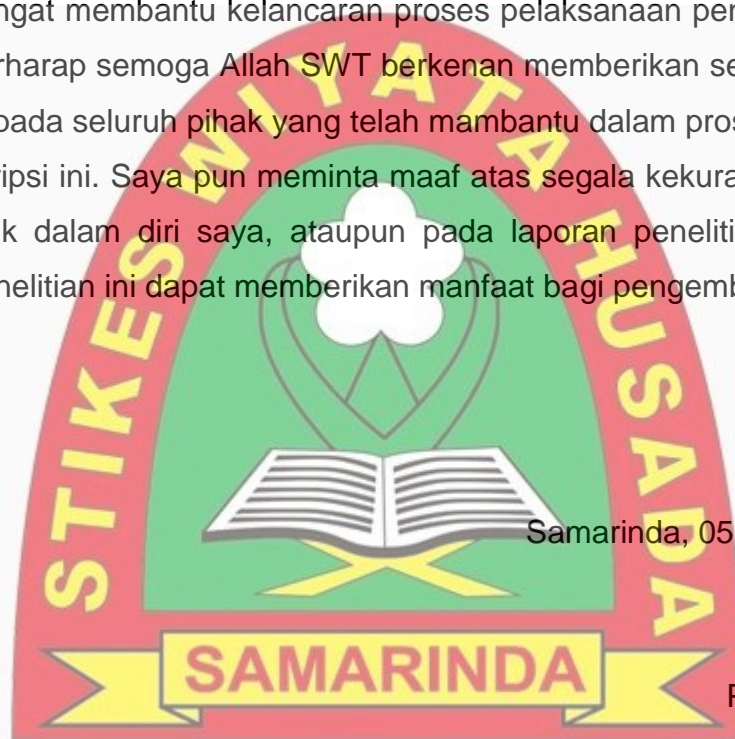 ngat membantu kelancaran proses pelaksanaan pen
rharap semoga Allah SWT berkenan memberikan se
pada seluruh pihak yang telah mambantu dalam pros
ripsi ini. Saya pun meminta maaf atas segala kekura
k dalam diri saya, ataupun pada laporan peneliti
nelitian ini dapat memberikan manfaat bagi pengemb
STIKES WIYATA HUSADA
Samarinda, 05
SAMARINDA
P